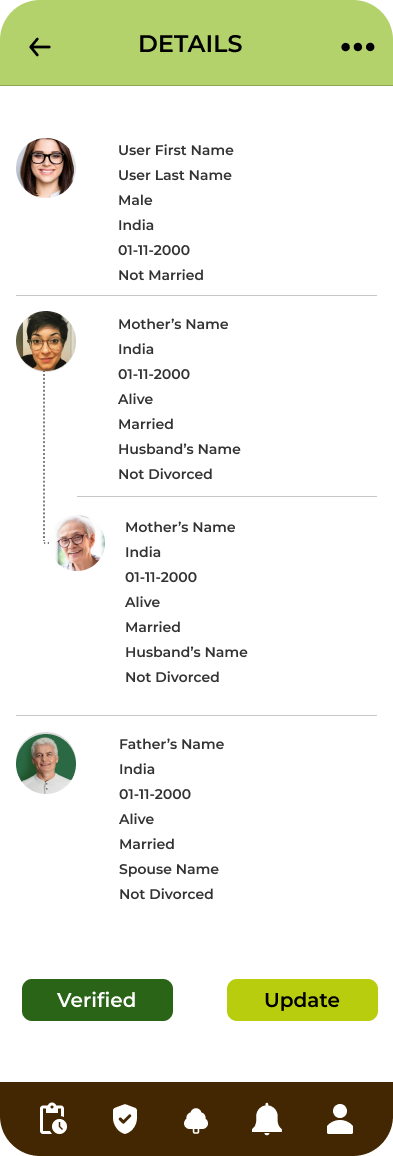 DETAILS
User First Name
User Last Name
Male
India
01-11-2000
Not Married
Mother's Name
India
01-11-2000
Alive
Married
Husband's Name
Not Divorced
Mother's Name
India
01-11-2000
Alive
Married
Husband's Name
Not Divorced
Father's Name
India
01-11-2000
Alive
Married
Spouse Name
Not Divorced
Verified
Update